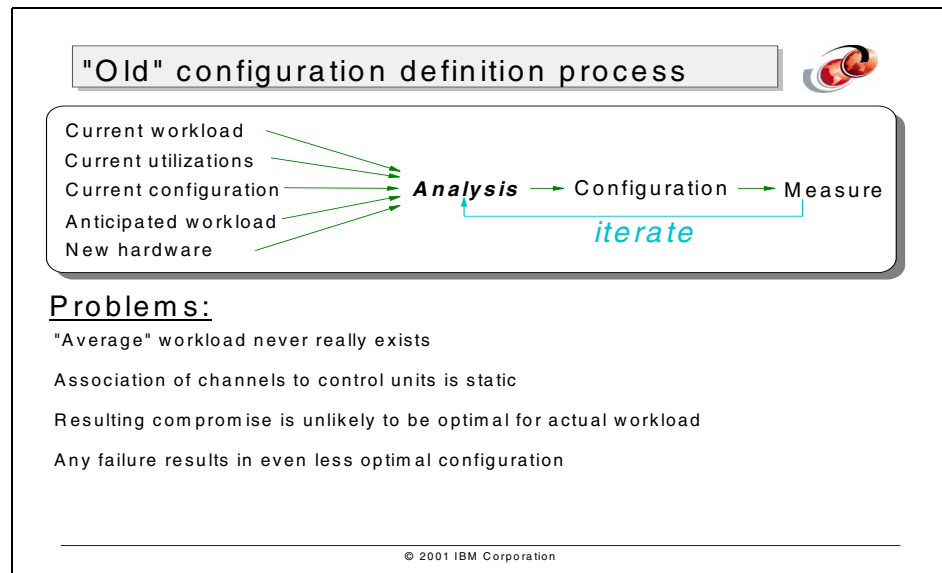 "Old" configuration definition process
Current workload
Current utilizations
Current configuration
Anticipated workload
New hardware
Analysis
Configuration
Measure
iterate
Problems:
"Average" workload never really exists
Association of channels to control units is static
Resulting compromise is unlikely to be optimal for actual workload
Any failure results in even less optimal configuration
© 2001 IBM Corporation